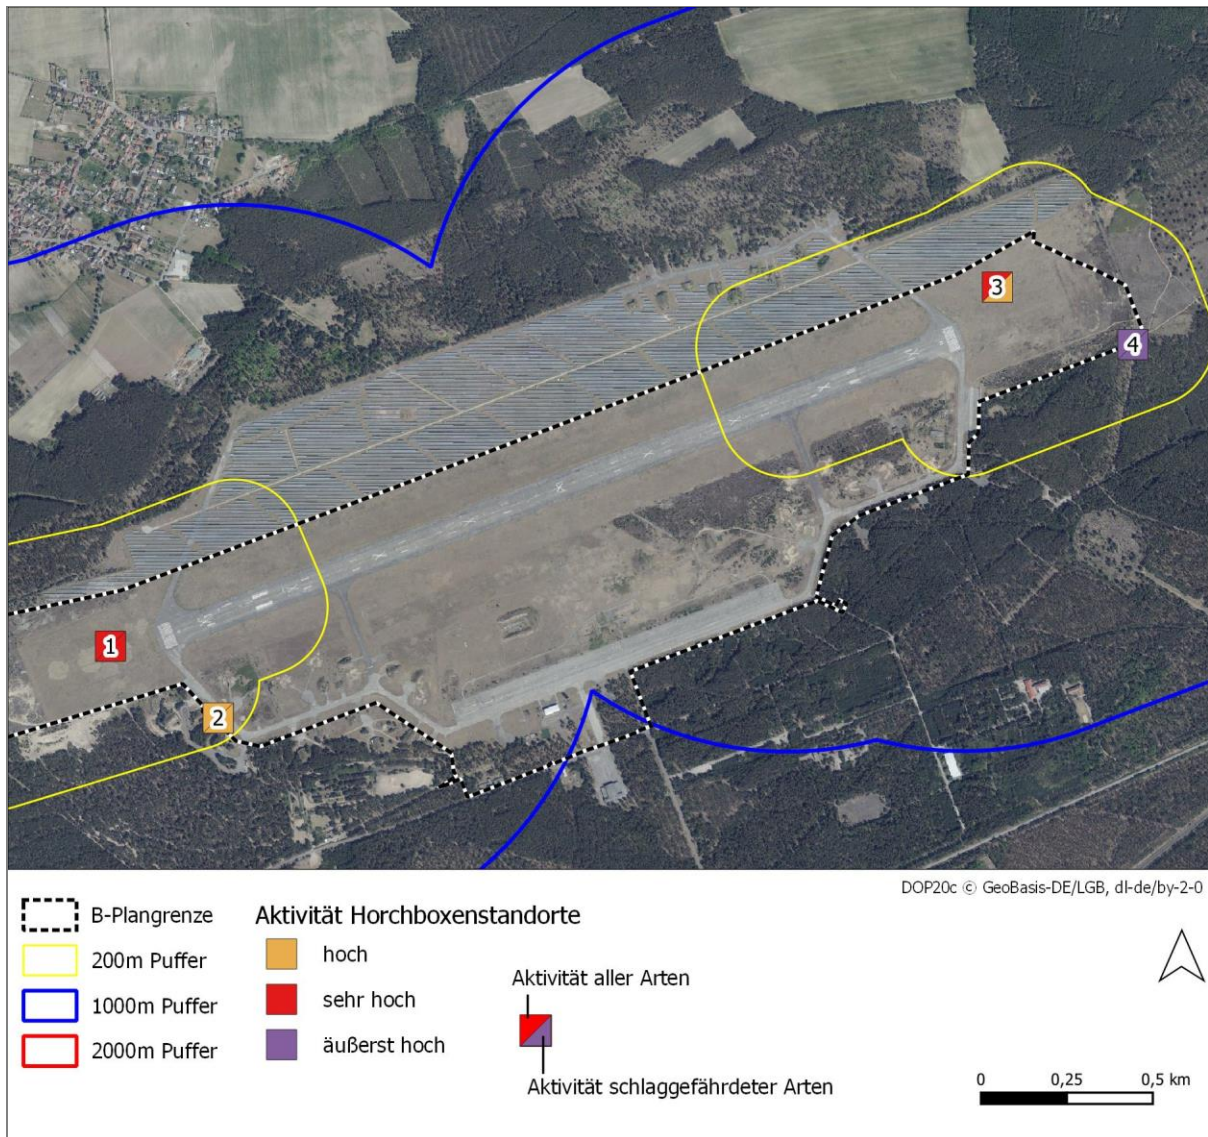 3
4
1
2
DOP20c © GeoBasis-DE/LGB, dl-de/by-2-0
B-Plangrenze
200m Puffer
1000m Puffer
2000m Puffer
Aktivität Horchboxenstandorte
hoch
sehr hoch
äußerst hoch
Aktivität aller Arten
Aktivität schlaggefährdeter Arten
0 0,25 0,5 km